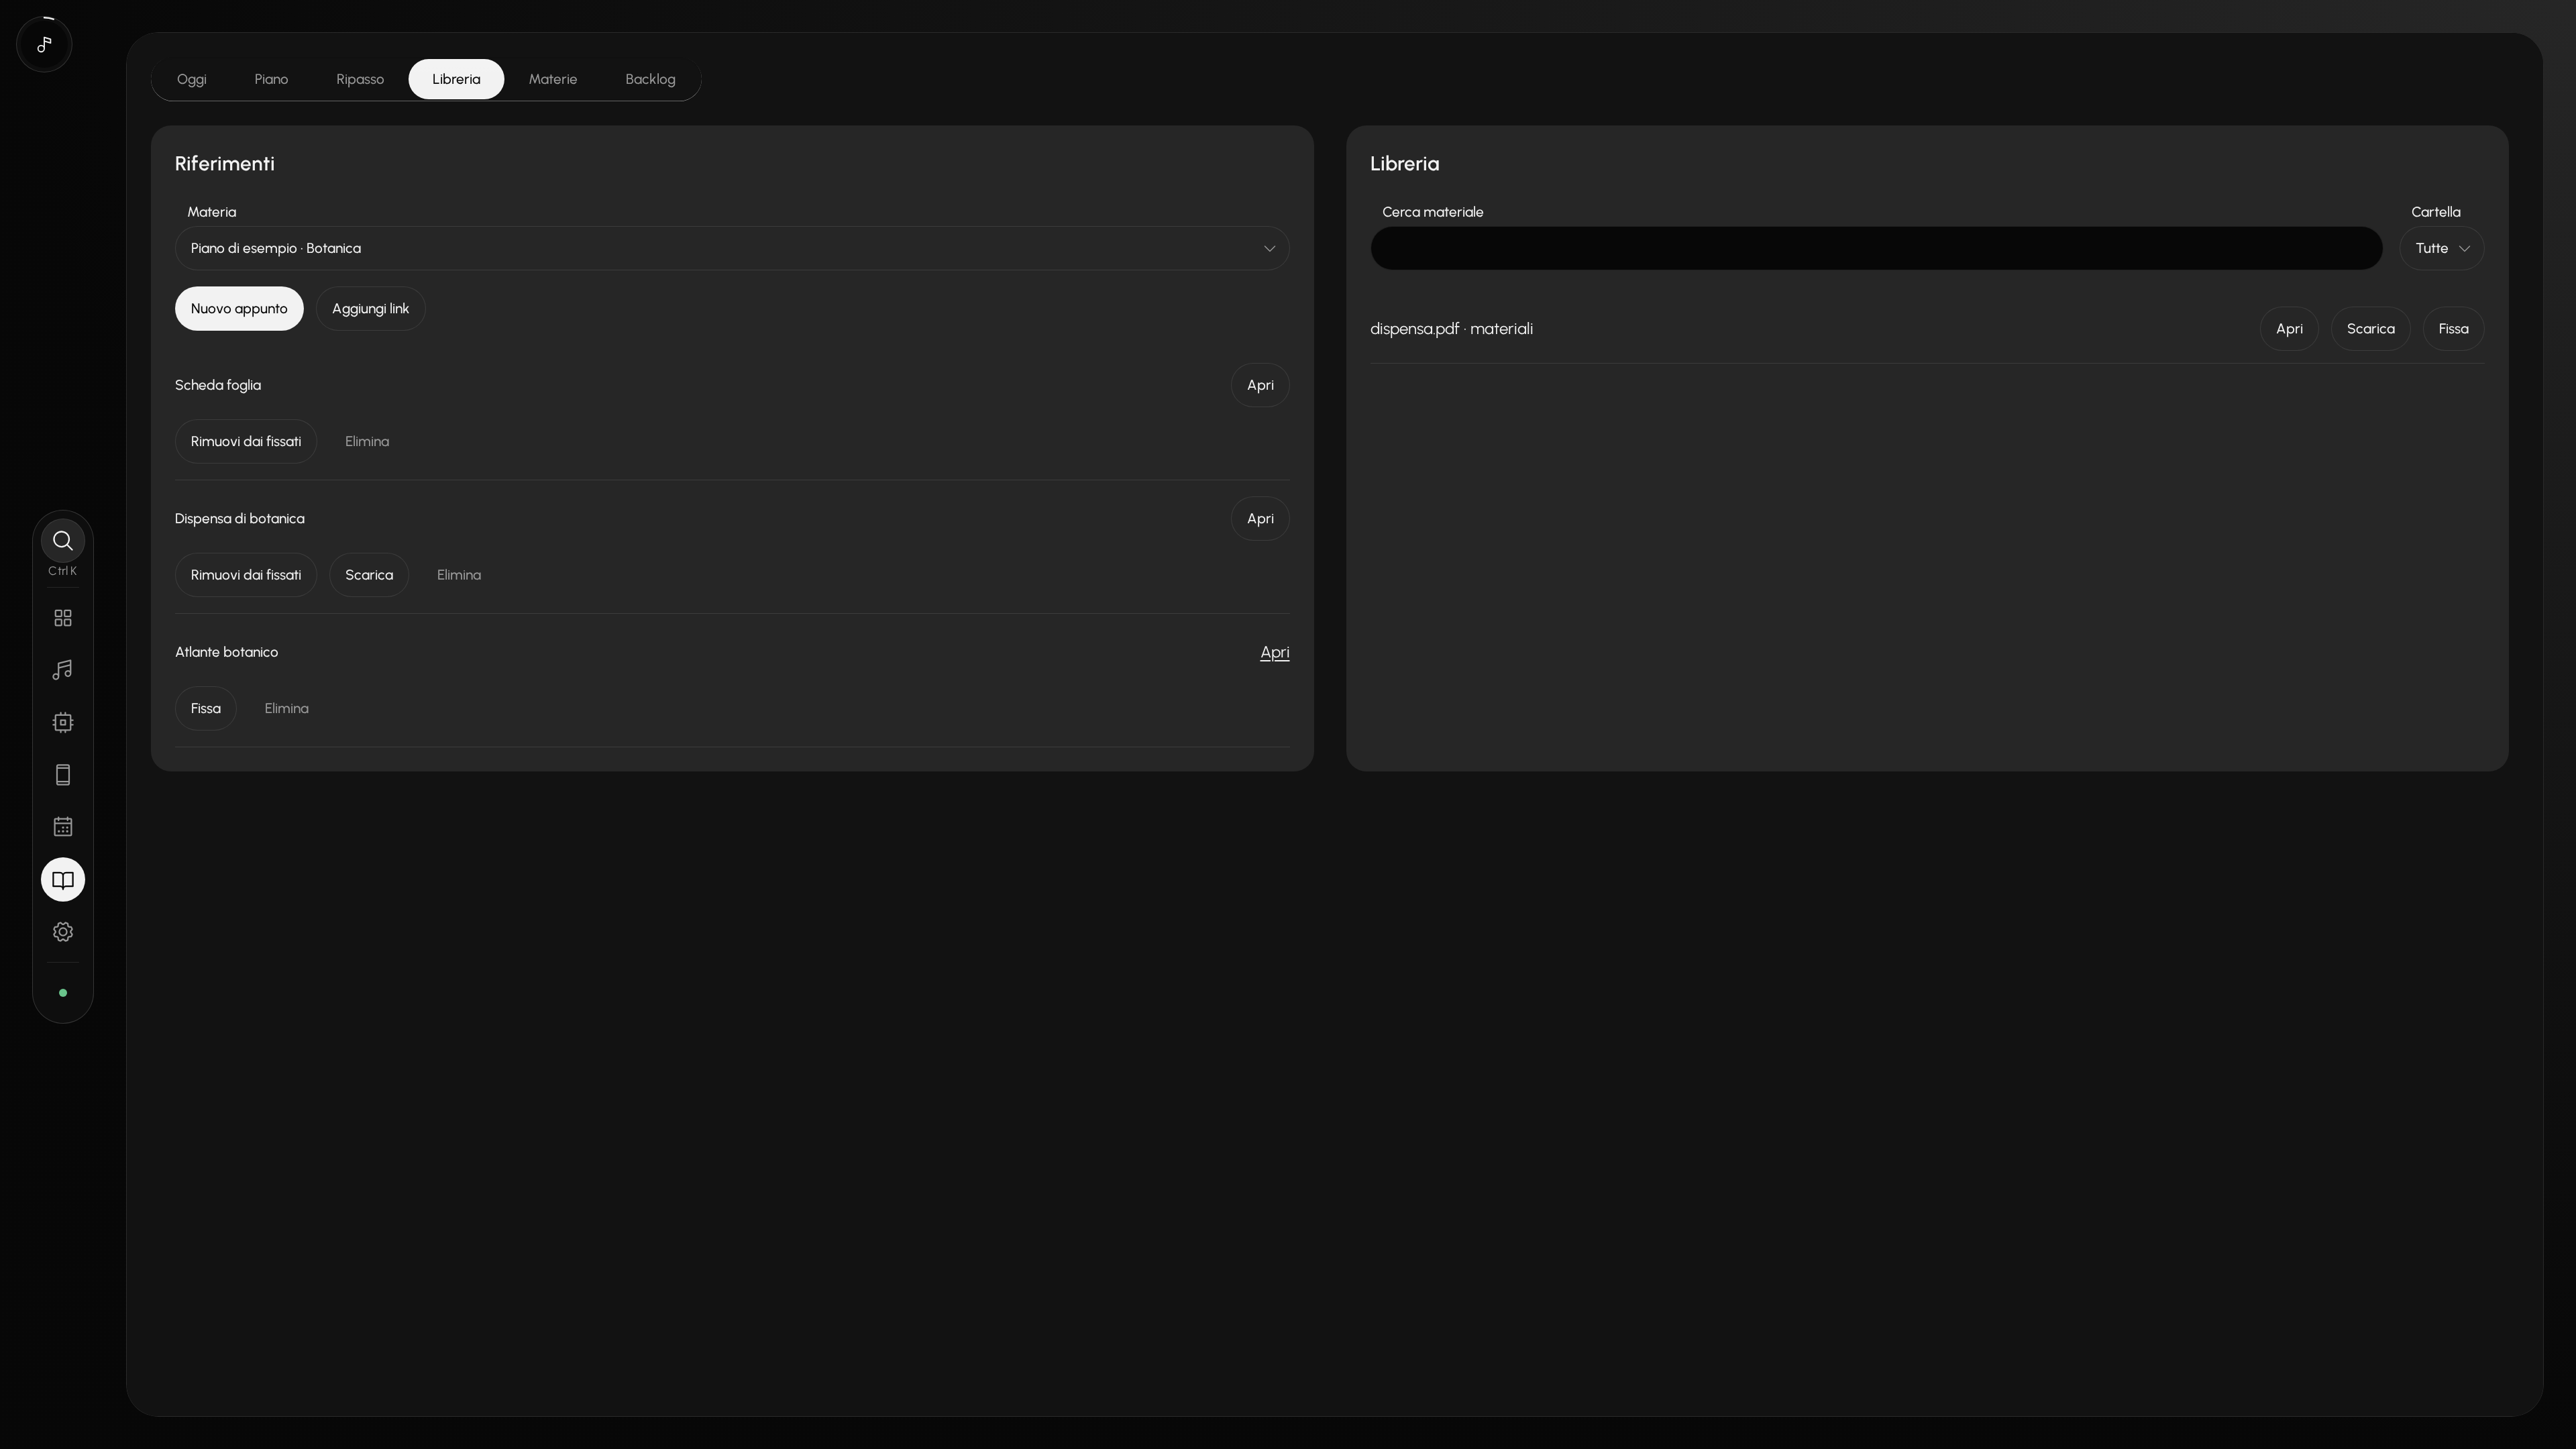 Oggi
Piano
Ripasso
Libreria
Materie
Backlog
Riferimenti
Materia
Piano di esempio · Botanica
Nuovo appunto
Aggiungi link
Scheda foglia
Apri
Rimuovi dai fissati
Elimina
Dispensa di botanica
Apri
Rimuovi dai fissati
Scarica
Elimina
Atlante botanico
Apri
Fissa
Elimina
Libreria
Cerca materiale
Cartella
Tutte
dispensa.pdf · materiali
Apri
Scarica
Fissa
Ctrl K